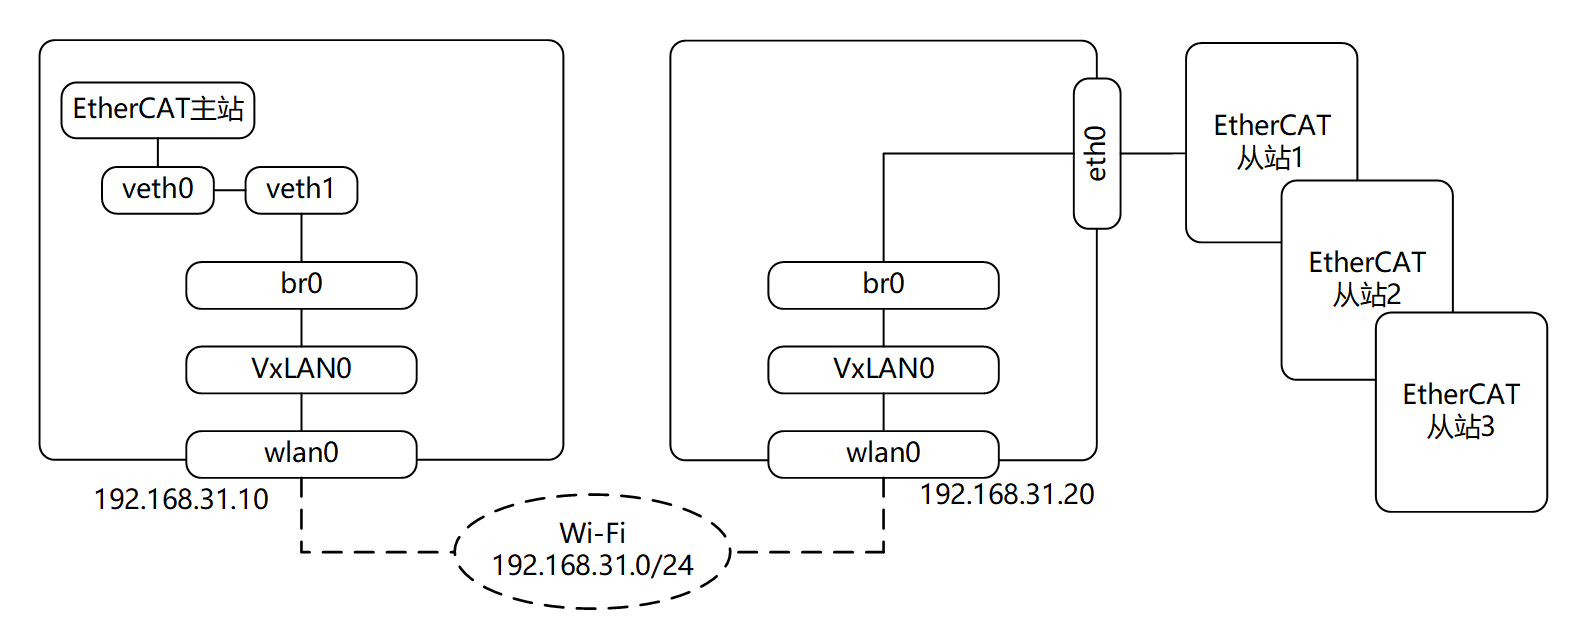 EtherCAT主站
veth0
veth1
br0
VxLAN0
wlan0
192.168.31.10
Wi-Fi
192.168.31.0/24
eth0
br0
VxLAN0
wlan0
192.168.31.20
EtherCAT
从站1
EtherCAT
从站2
EtherCAT
从站3